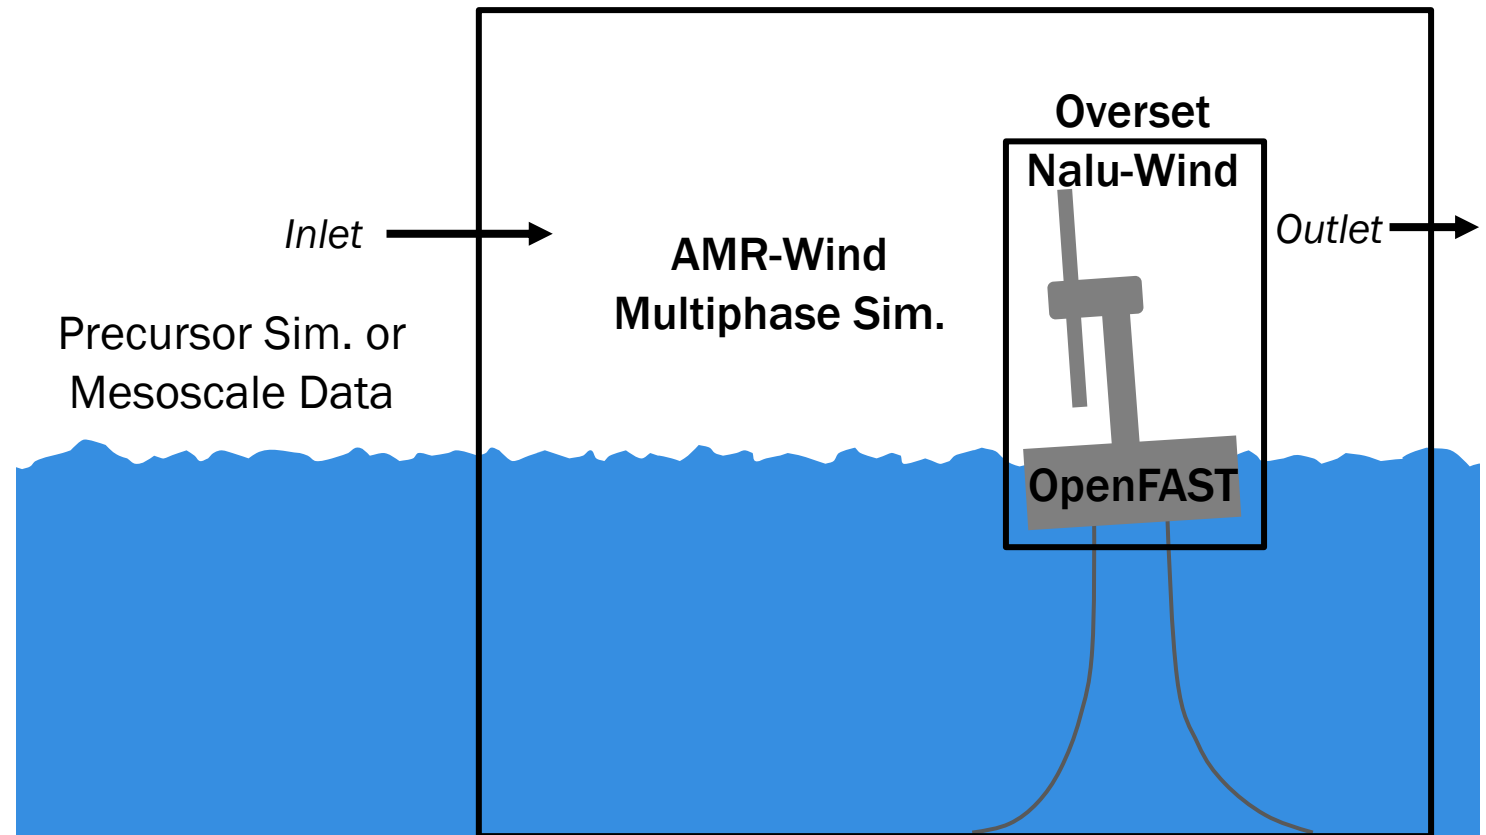 Overset
Nalu-Wind
Inlet
Outlet
AMR-Wind
Multiphase Sim.
Precursor Sim. or
Mesoscale Data
OpenFAST